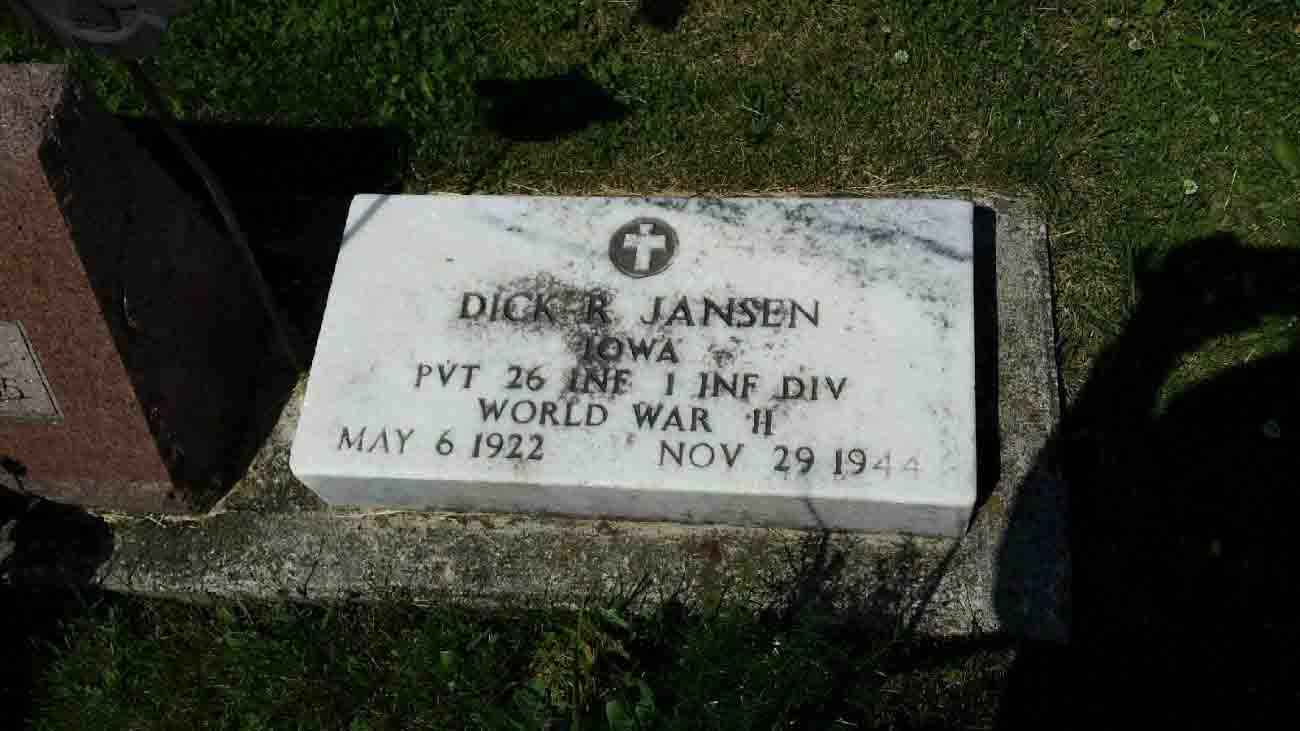 DICK R JANSEN
IOWA
PVT 26 INF 1 INF DIV
WORLD WAR II
MAY 6 1922 NOV 29 1944